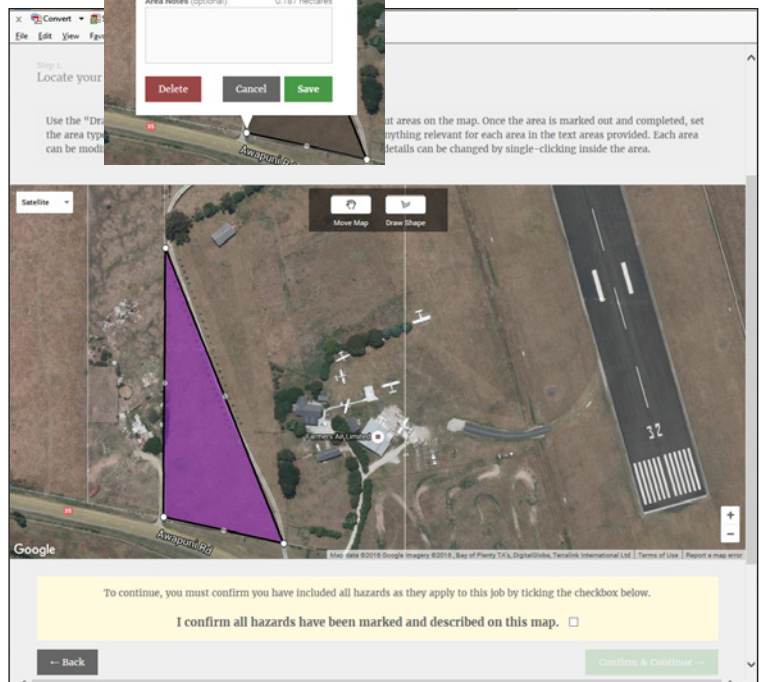 Area Notes (optional) 0.787 hectares
Convert
File Edit View
Delete Cancel Save
Awapuni Rd
Step 1.
Locate your
Use the "Dra ut areas on the map. Once the area is marked out and completed, set
the area type nything relevant for each area in the text areas provided. Each area
can be modi details can be changed by single-clicking inside the area.
35
Satellite
Move Map Draw Shape
Farmers Air Limited
32
35
Awapuni Rd
+
−
Google
Map data ©2016 Google Imagery ©2016 , Bay of Plenty TA's, DigitalGlobe, Terralink International Ltd Terms of Use Report a map error
To continue, you must confirm you have included all hazards as they apply to this job by ticking the checkbox below.
I confirm all hazards have been marked and described on this map.
← Back Confirm & Continue →